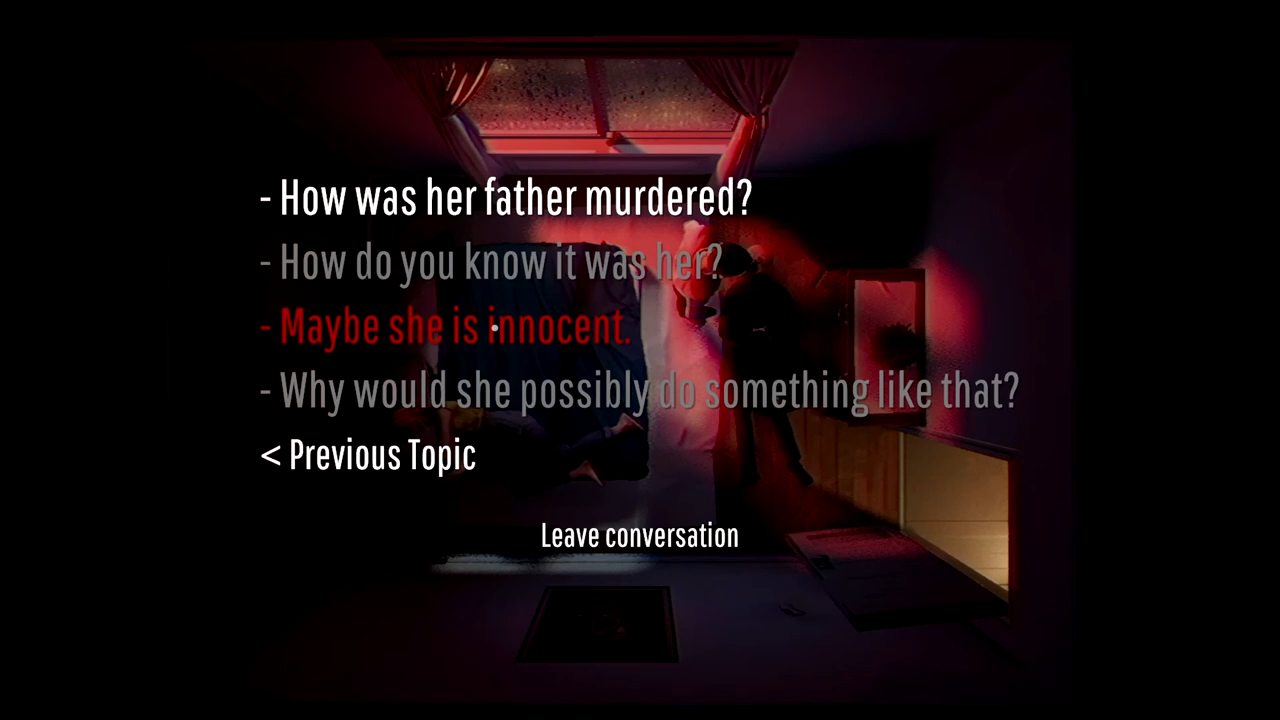 - How was her father murdered?
- How do you know it was her?
- Maybe she is innocent.
- Why would she possibly do something like that?
< Previous Topic
Leave conversation